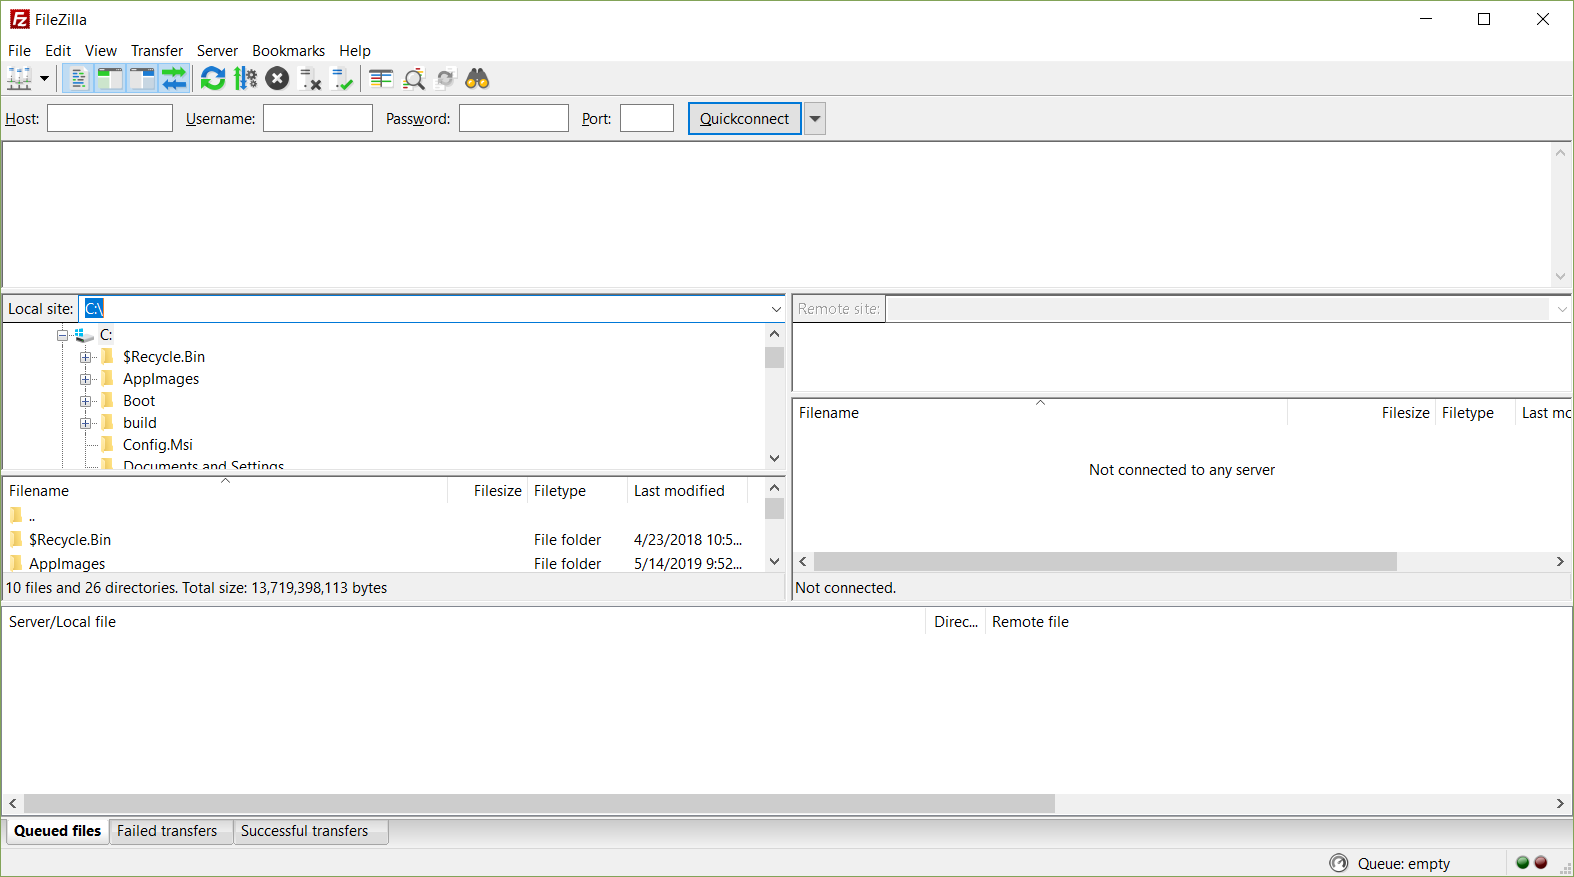 FileZilla
File Edit View Transfer Server Bookmarks Help
Host: Username: Password: Port: Quickconnect
Local site: C:\
C:
$Recycle.Bin
AppImages
Boot
build
Config.Msi
Documents and Settings
Filename Filesize Filetype Last modified
..
$Recycle.Bin File folder 4/23/2018 10:5...
AppImages File folder 5/14/2019 9:52...
10 files and 26 directories. Total size: 13,719,398,113 bytes
Remote site:
Filename Filesize Filetype Last mo
Not connected to any server
Not connected.
Server/Local file Direc... Remote file
Queued files Failed transfers Successful transfers
Queue: empty